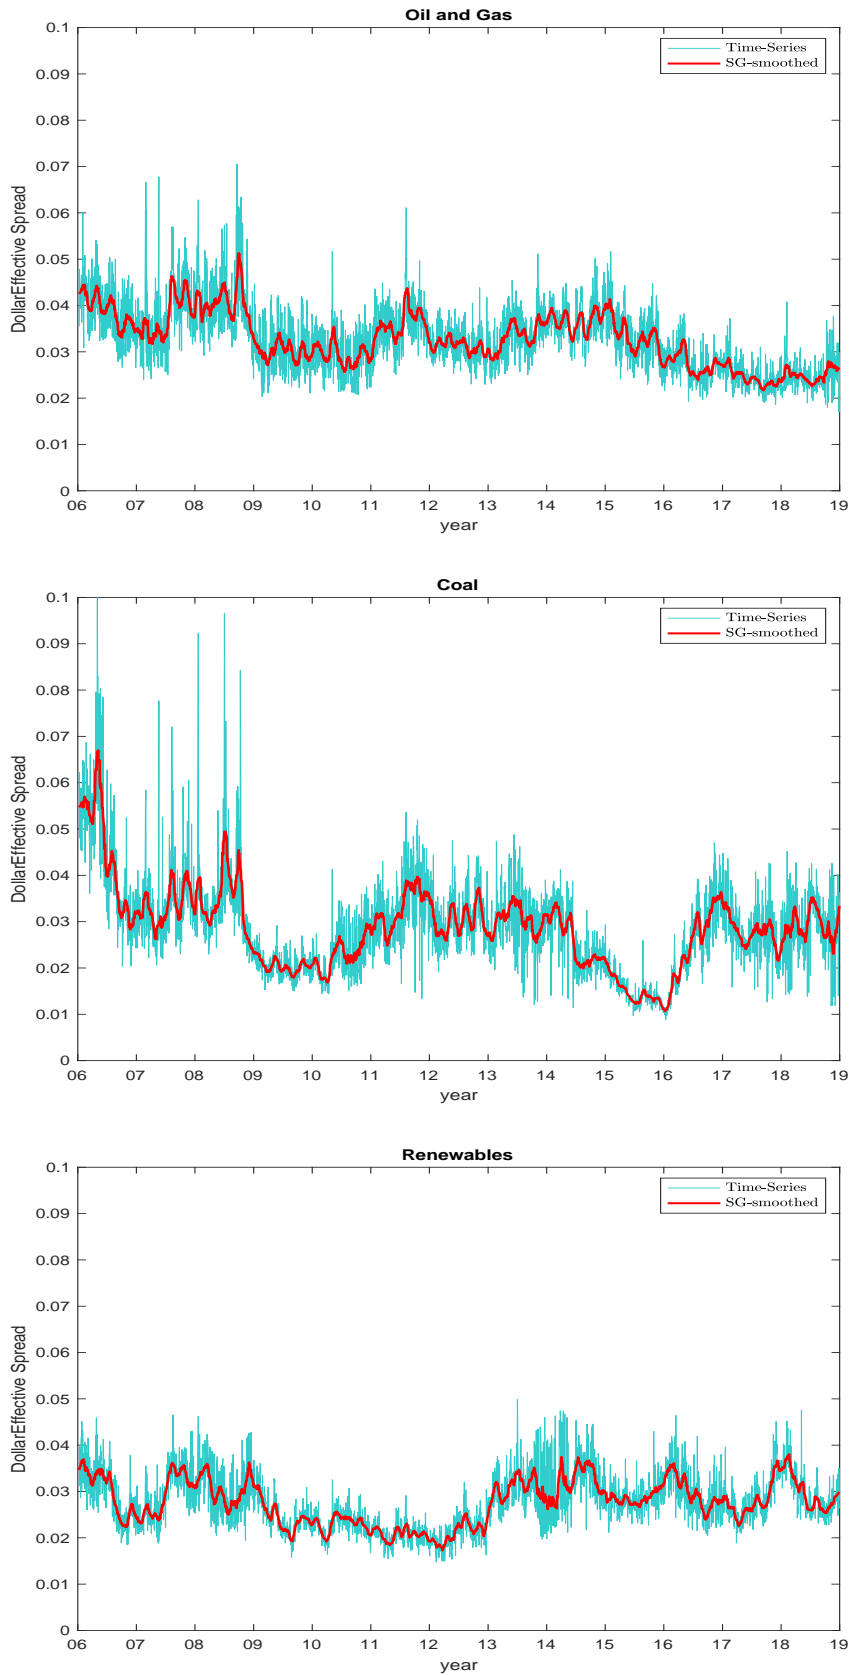 Oil and Gas
0.1
0.09
0.08
0.07
0.06
0.05
0.04
0.03
0.02
0.01
0
DollarEffective Spread
Time-Series
SG-smoothed
06 07 08 09 10 11 12 13 14 15 16 17 18 19
year
Coal
0.1
0.09
0.08
0.07
0.06
0.05
0.04
0.03
0.02
0.01
0
DollarEffective Spread
Time-Series
SG-smoothed
06 07 08 09 10 11 12 13 14 15 16 17 18 19
year
Renewables
0.1
0.09
0.08
0.07
0.06
0.05
0.04
0.03
0.02
0.01
0
DollarEffective Spread
Time-Series
SG-smoothed
06 07 08 09 10 11 12 13 14 15 16 17 18 19
year